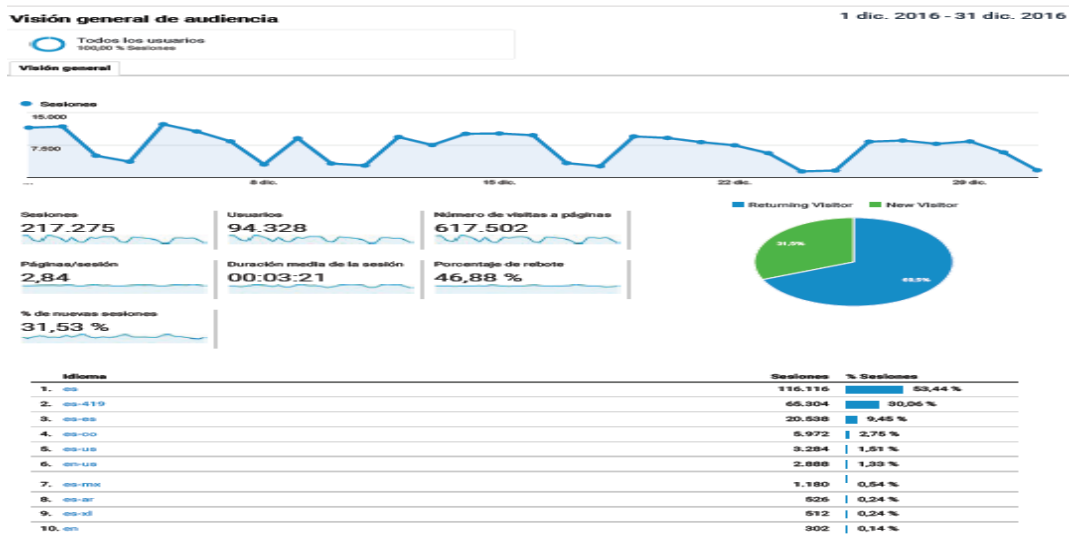 Visión general de audiencia
1 dic. 2016 - 31 dic. 2016
Todos los usuarios
100,00 % Sesiones
Visión general
Sesiones
15.000
7.500
...
8 dic.
15 dic.
22 dic.
29 dic.
Sesiones
217.275
Usuarios
94.328
Número de visitas a páginas
617.502
Páginas/sesión
2,84
Duración media de la sesión
00:03:21
Porcentaje de rebote
46,88 %
% de nuevas sesiones
31,53 %
Returning Visitor
New Visitor
31,5%
68,5%
Idioma Sesiones % Sesiones
1. es 116.116 53,44 %
2. es-419 65.304 30,06 %
3. es-es 20.538 9,45 %
4. es-co 5.972 2,75 %
5. es-us 3.284 1,51 %
6. en-us 2.888 1,33 %
7. es-mx 1.180 0,54 %
8. es-ar 526 0,24 %
9. es-xl 512 0,24 %
10. en 302 0,14 %